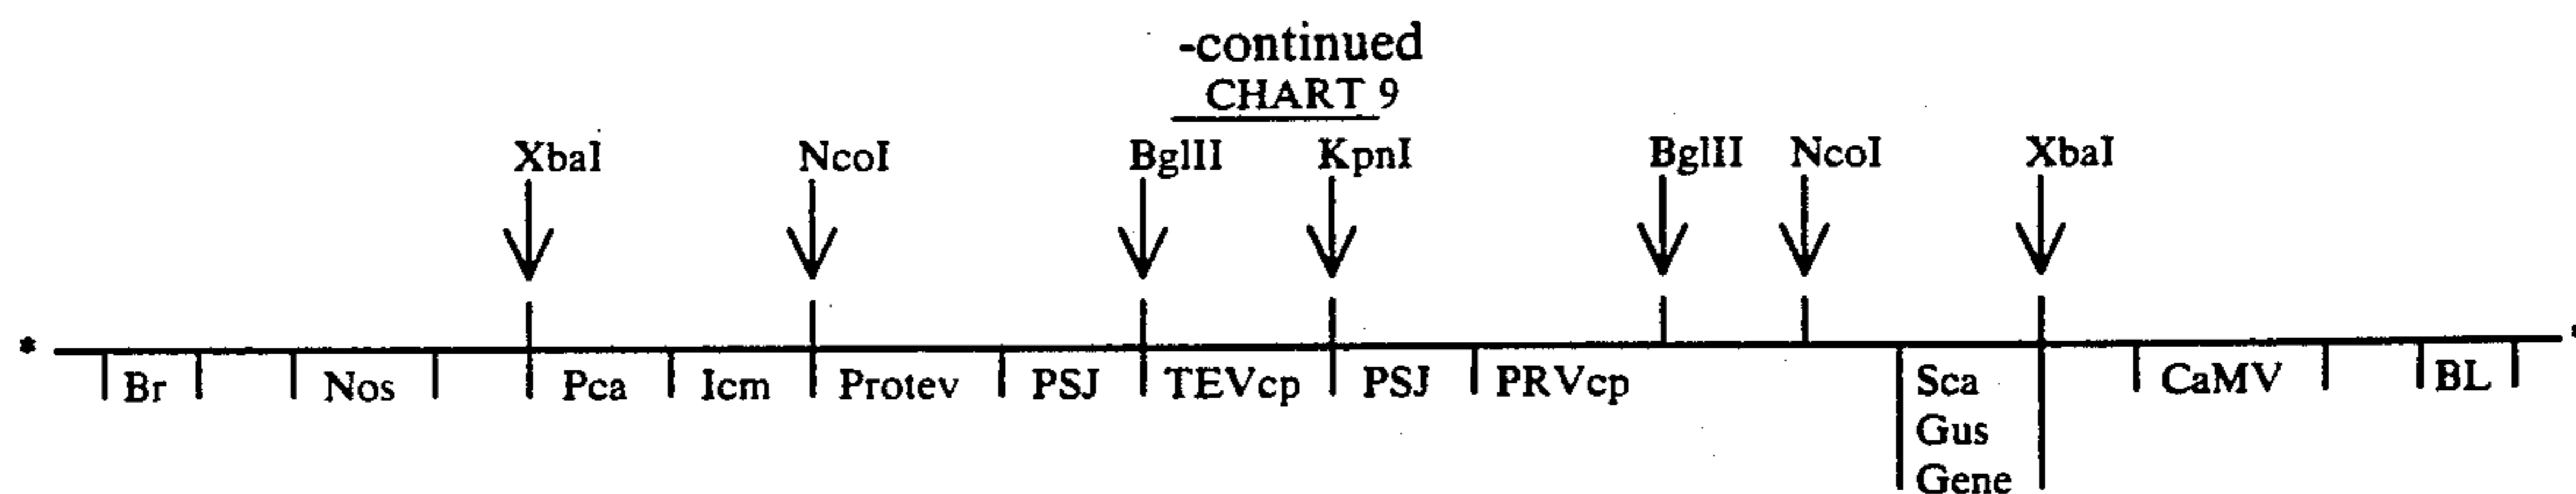 -continued
CHART 9
XbaI NcoI BglII KpnI BglII NcoI XbaI
* *
Br Nos Pca Icm Protev PSJ TEVcp PSJ PRVcp Sca CaMV BL
Gus
Gene